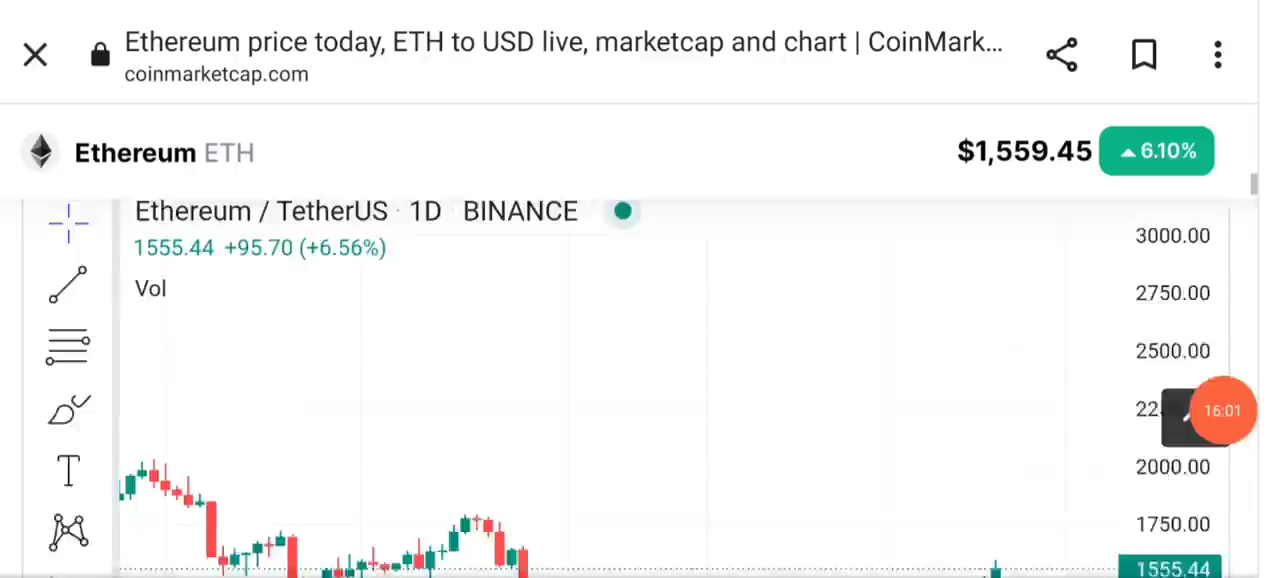 Ethereum price today, ETH to USD live, marketcap and chart | CoinMark...
coinmarketcap.com
Ethereum ETH
$1,559.45
6.10%
Ethereum / TetherUS · 1D BINANCE
1555.44 +95.70 (+6.56%)
Vol
3000.00
2750.00
2500.00
22
16:01
2000.00
1750.00
1555.44